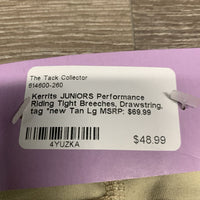 The Tack Collector
614600-260
Kerrits JUNIORS Performance
Riding Tight Breeches, Drawstring,
tag *new Tan Lg MSRP: $69.99
4YUZKA
$48.99